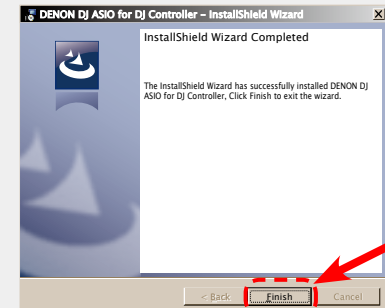 DENON DJ ASIO for DJ Controller – InstallShield Wizard
InstallShield Wizard Completed
The InstallShield Wizard has successfully installed DENON DJ
ASIO for DJ Controller, Click Finish to exit the wizard.
< Back Finish Cancel